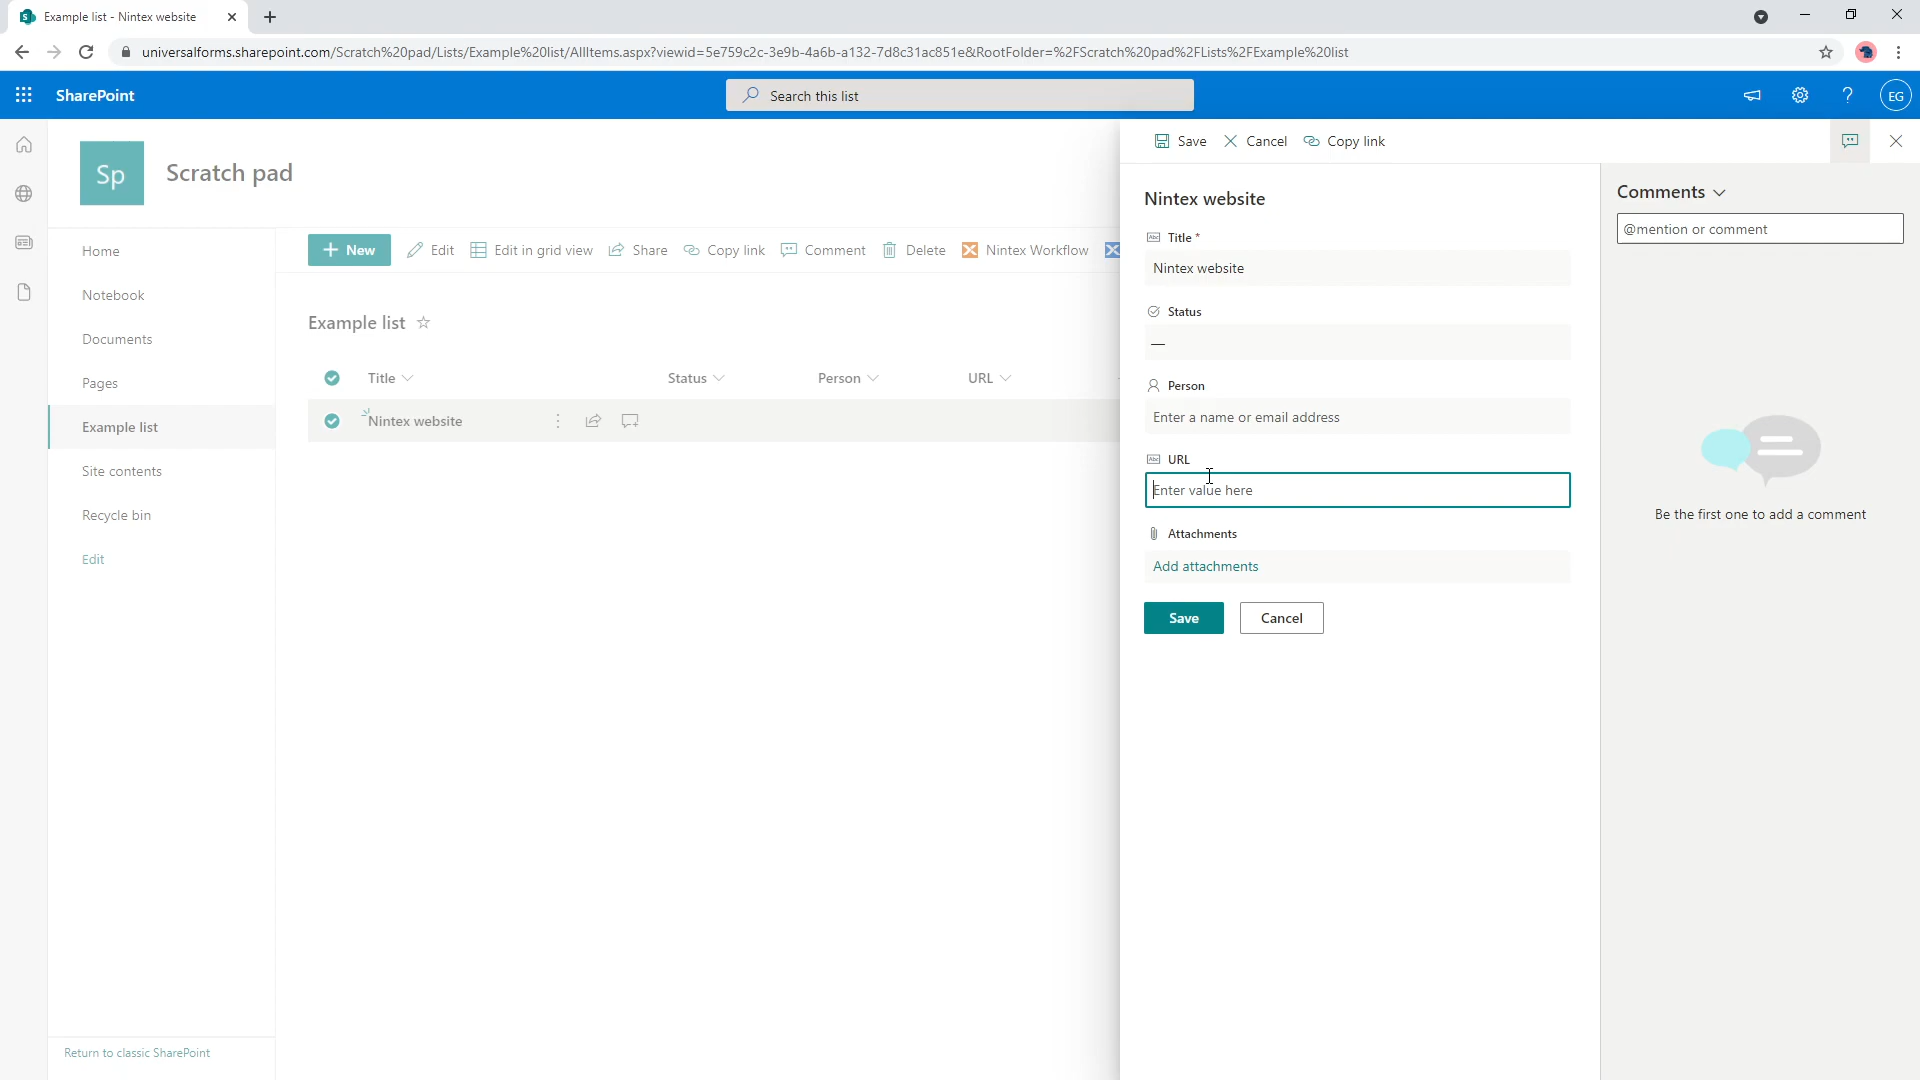 Example list - Nintex website
universalforms.sharepoint.com/Scratch%20pad/Lists/Example%20list/AllItems.aspx?viewid=5e759c2c-3e9b-4a6b-a132-7d8c31ac851e&RootFolder=%2FScratch%20pad%2FLists%2FExample%20list
SharePoint
Search this list
?
EG
Sp
Scratch pad
Home
Notebook
Documents
Pages
Example list
Site contents
Recycle bin
Edit
Return to classic SharePoint
+ New
Edit
Edit in grid view
Share
Copy link
Comment
Delete
Nintex Workflow
Example list
Title
Status
Person
URL
Nintex website
Save
Cancel
Copy link
Nintex website
Abc Title *
Nintex website
Status
—
Person
Enter a name or email address
Abc URL
Enter value here
Attachments
Add attachments
Save
Cancel
Comments
@mention or comment
Be the first one to add a comment